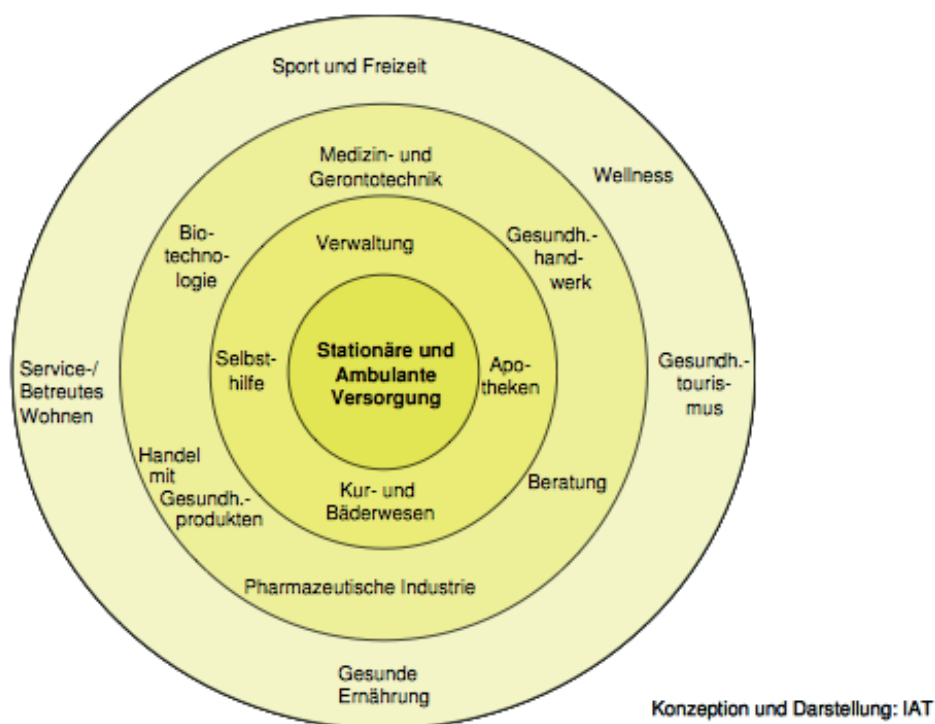 Sport und Freizeit
Medizin- und
Gerontotechnik
Wellness
Bio-
technolo-
logie
Verwaltung
Gesundh.-
hand-
werk
Selbst-
hilfe
Stationäre und
Ambulante
Versorgung
Apo-
theken
Service-/
Betreutes
Wohnen
Gesundh.-
touris-
mus
Handel
mit
Gesundh.-
produkten
Kur- und
Bäderwesen
Beratung
Pharmazeutische Industrie
Gesunde
Ernährung
Konzeption und Darstellung: IAT